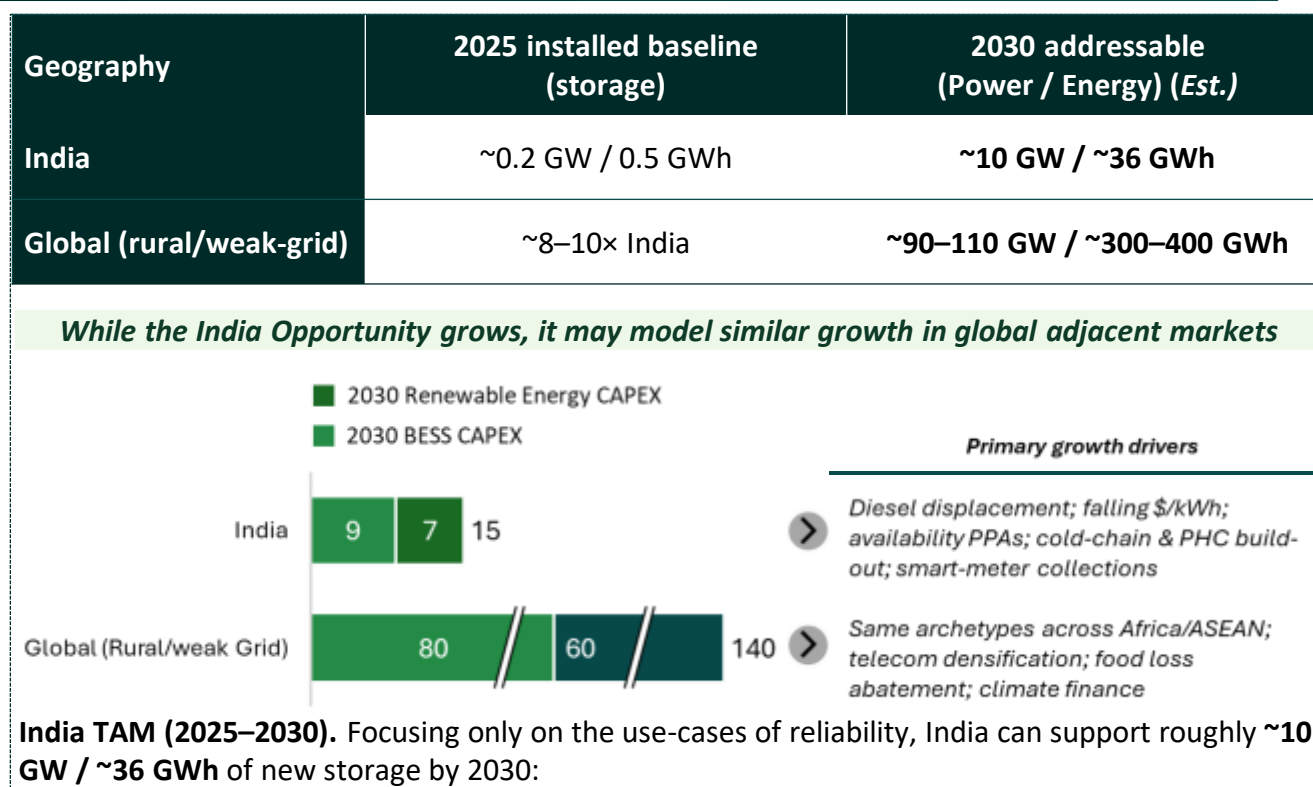 Geography
2025 installed baseline
(storage)
2030 addressable
(Power / Energy) (Est.)
India
~0.2 GW / 0.5 GWh
~10 GW / ~36 GWh
Global (rural/weak-grid)
~8–10× India
~90–110 GW / ~300–400 GWh
While the India Opportunity grows, it may model similar growth in global adjacent markets
2030 Renewable Energy CAPEX
2030 BESS CAPEX
Primary growth drivers
India
9
7
15
Diesel displacement; falling $/kWh;
availability PPAs; cold-chain & PHC build-
out; smart-meter collections
Global (Rural/weak Grid)
80
60
140
Same archetypes across Africa/ASEAN;
telecom densification; food loss
abatement; climate finance
India TAM (2025–2030). Focusing only on the use-cases of reliability, India can support roughly ~10
GW / ~36 GWh of new storage by 2030: